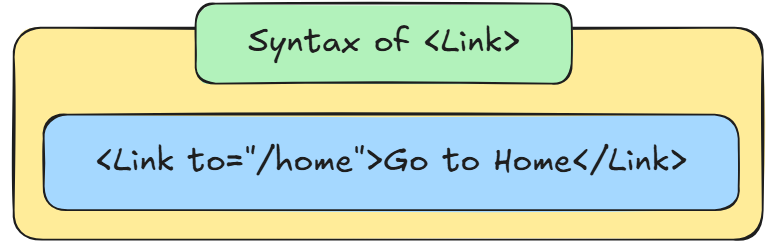 Syntax of <Link>
<Link to="/home">Go to Home</Link>